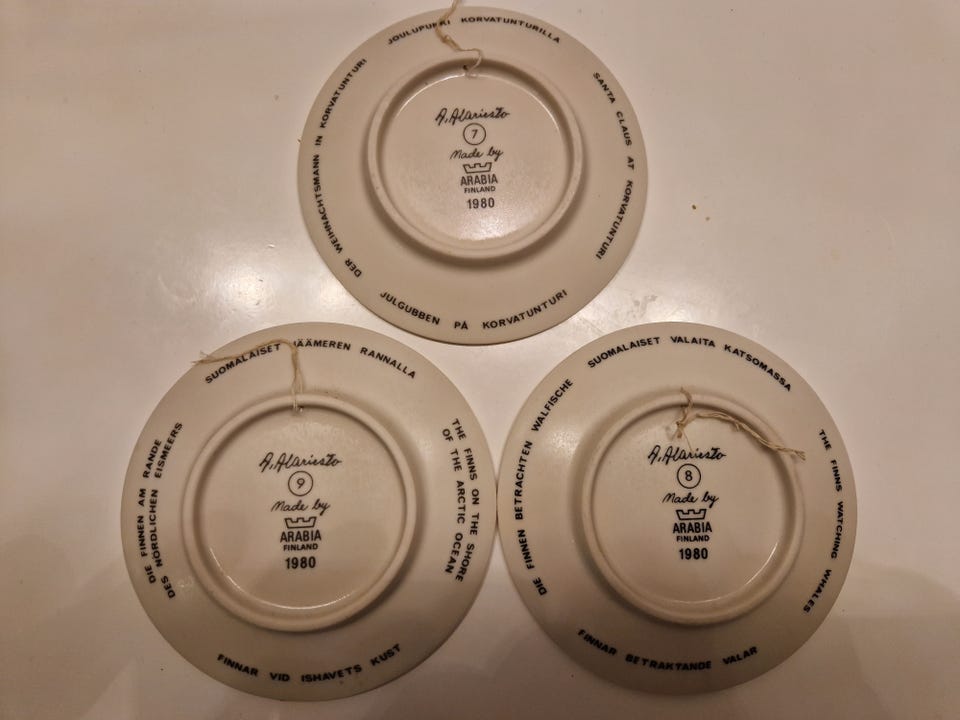 JOULUPUKKI KORVATUNTURILLA
SANTA CLAUS AT KORVATUNTURI
JULGUBBEN PÅ KORVATUNTURI
DER WEIHNACHTSMANN IN KORVATUNTURI
A. Alariesto
7
Made by
ARABIA
FINLAND
1980
SUOMALAISET JÄÄMEREN RANNALLA
THE FINNS ON THE SHORE
OF THE ARCTIC OCEAN
FINNAR VID ISHAVETS KUST
DIE FINNEN AM RANDE
DES NÖRDLICHEN EISMEERS
A. Alariesto
9
Made by
ARABIA
FINLAND
1980
SUOMALAISET VALAITA KATSOMASSA
THE FINNS WATCHING WHALES
FINNAR BETRAKTANDE VALAR
DIE FINNEN BETRACHTEN WALFISCHE
A. Alariesto
8
Made by
ARABIA
FINLAND
1980